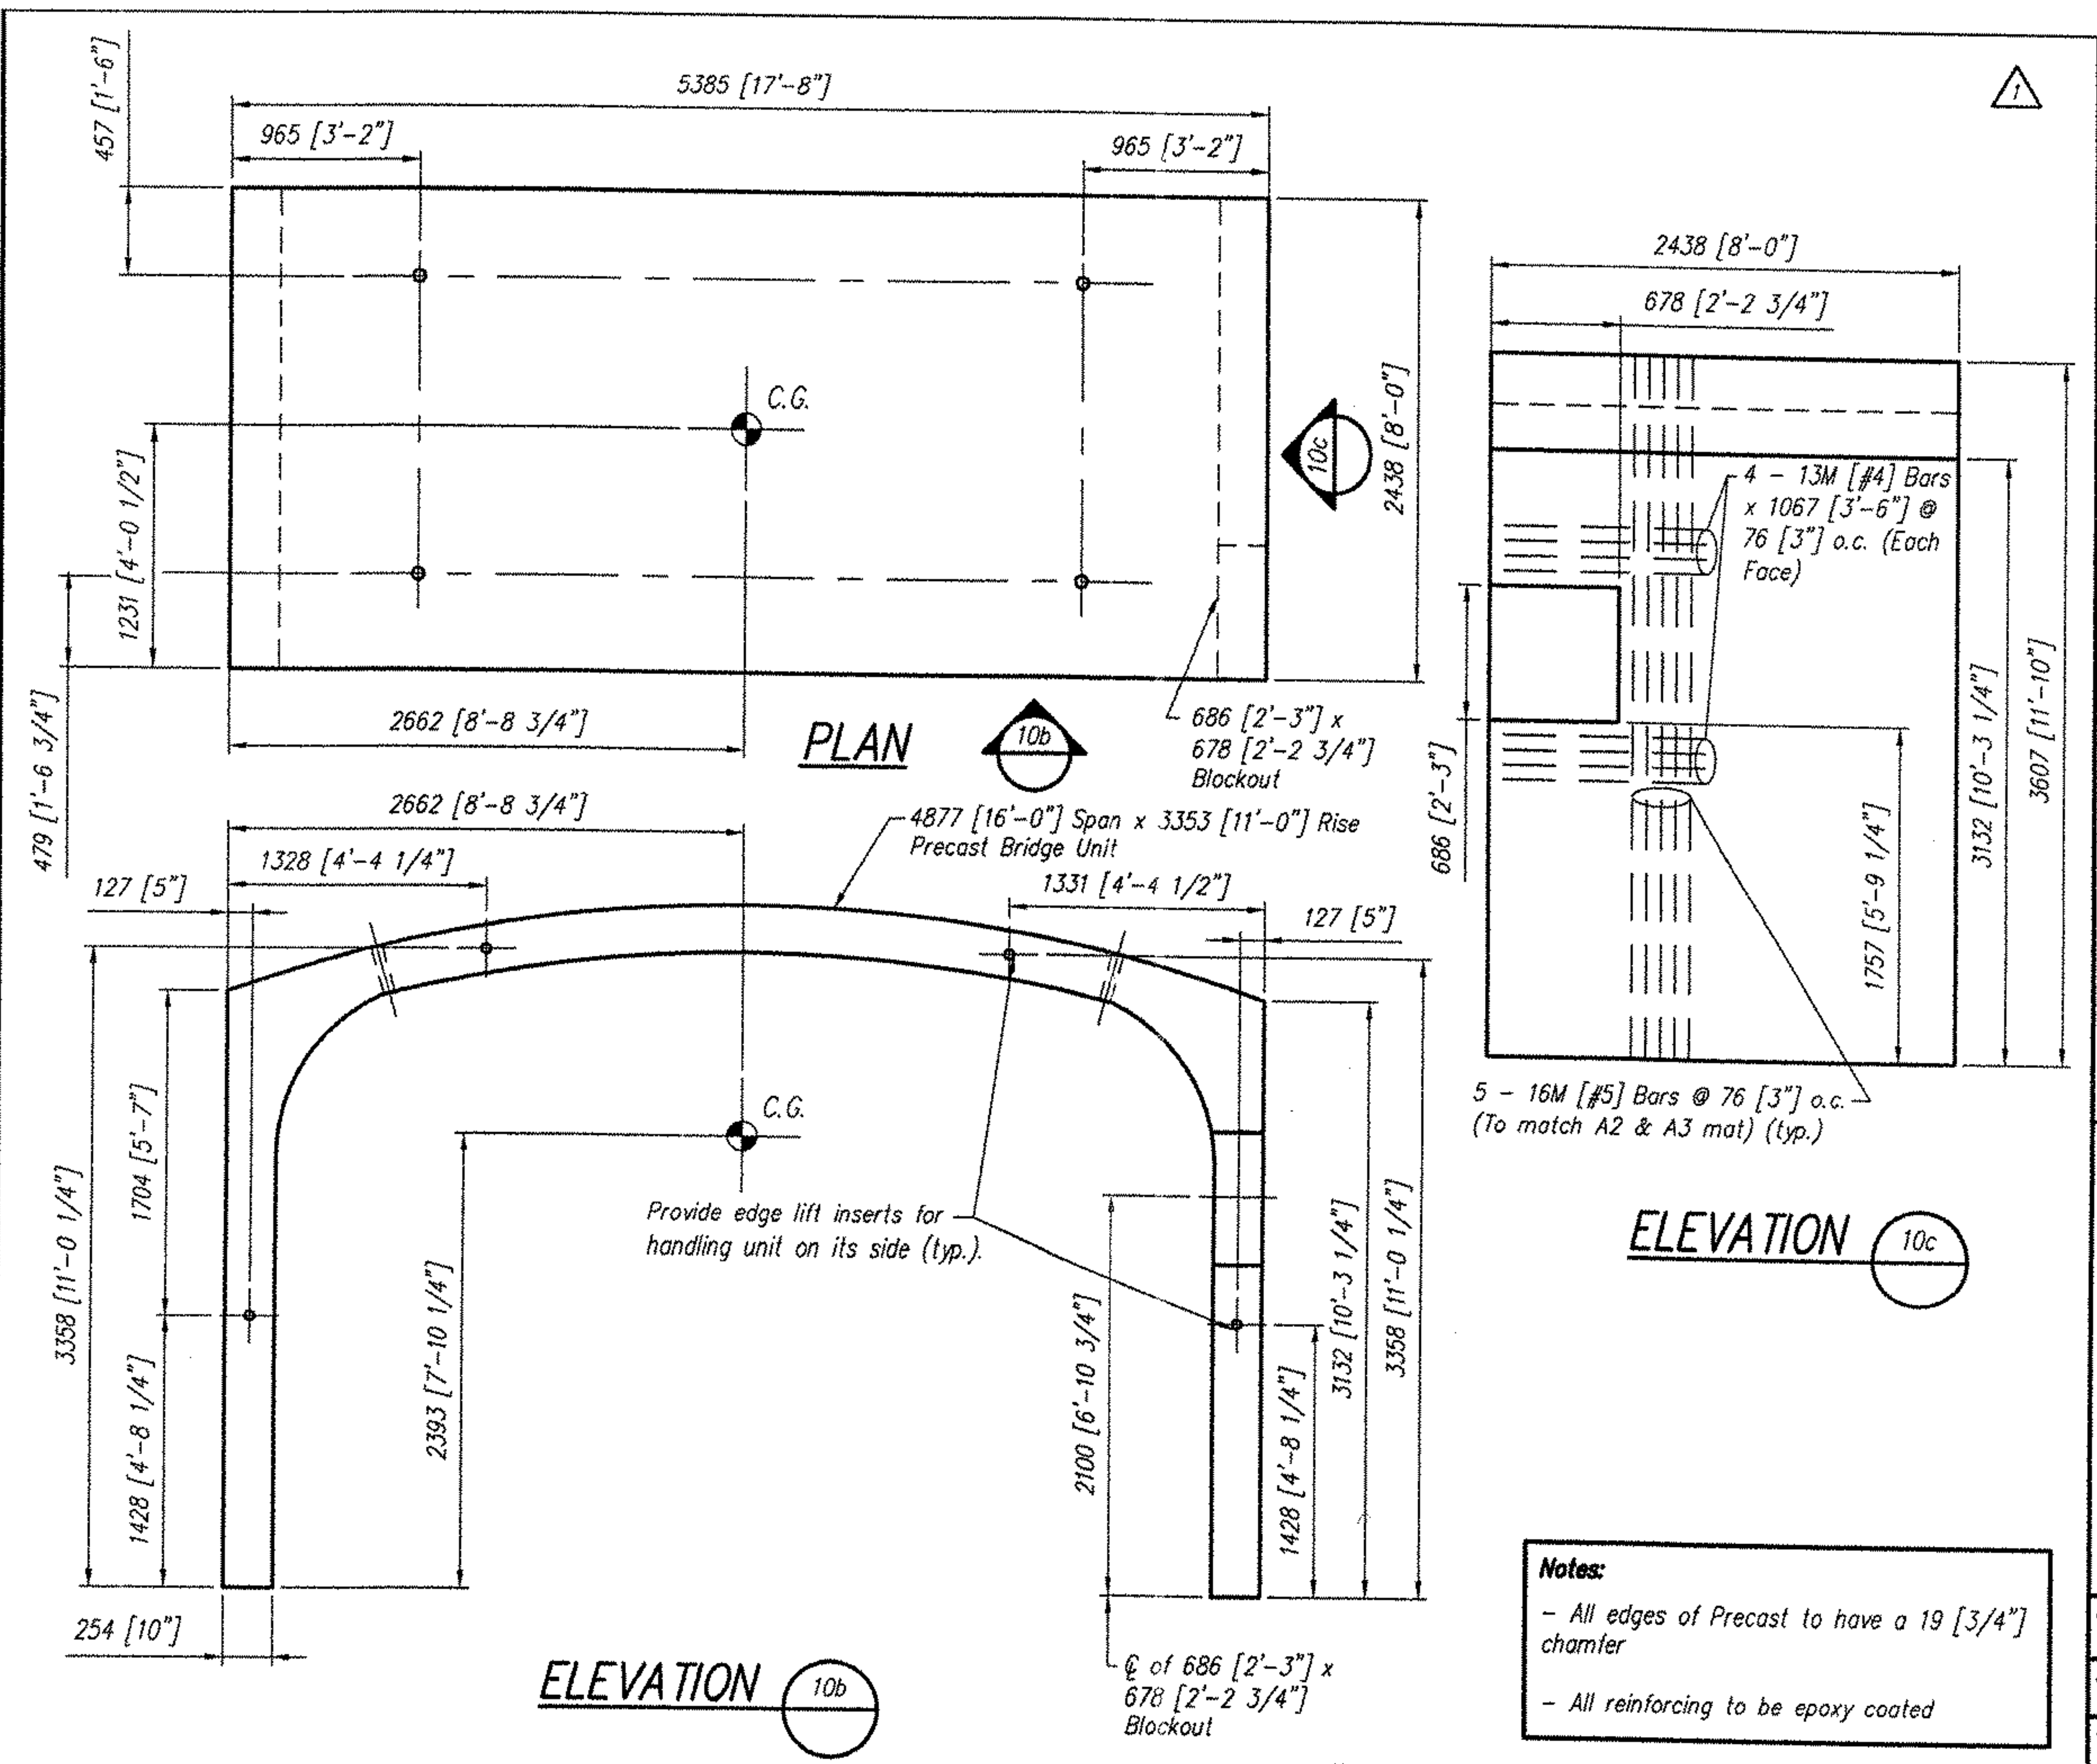 1
457 [1'-6"]
5385 [17'-8"]
965 [3'-2"]
965 [3'-2"]
C.G.
1231 [4'-0 1/2"]
479 [1'-6 3/4"]
2438 [8'-0"]
10c
2662 [8'-8 3/4"]
PLAN
10b
686 [2'-3"] x
678 [2'-2 3/4"]
Blockout
2438 [8'-0"]
678 [2'-2 3/4"]
4 - 13M [#4] Bars
x 1067 [3'-6"] @
76 [3"] o.c. (Each
Face)
686 [2'-3"]
1757 [5'-9 1/4"]
3132 [10'-3 1/4"]
3607 [11'-10"]
5 - 16M [#5] Bars @ 76 [3"] o.c.
(To match A2 & A3 mat) (typ.)
ELEVATION
10c
2662 [8'-8 3/4"]
4877 [16'-0"] Span x 3353 [11'-0"] Rise
Precast Bridge Unit
1328 [4'-4 1/4"]
1331 [4'-4 1/2"]
127 [5"]
127 [5"]
C.G.
3358 [11'-0 1/4"]
1704 [5'-7"]
1428 [4'-8 1/4"]
2393 [7'-10 1/4"]
Provide edge lift inserts for
handling unit on its side (typ.).
2100 [6'-10 3/4"]
1428 [4'-8 1/4"]
3132 [10'-3 1/4"]
3358 [11'-0 1/4"]
254 [10"]
ELEVATION
10b
℄ of 686 [2'-3"] x
678 [2'-2 3/4"]
Blockout
Notes:
- All edges of Precast to have a 19 [3/4"]
chamfer
- All reinforcing to be epoxy coated